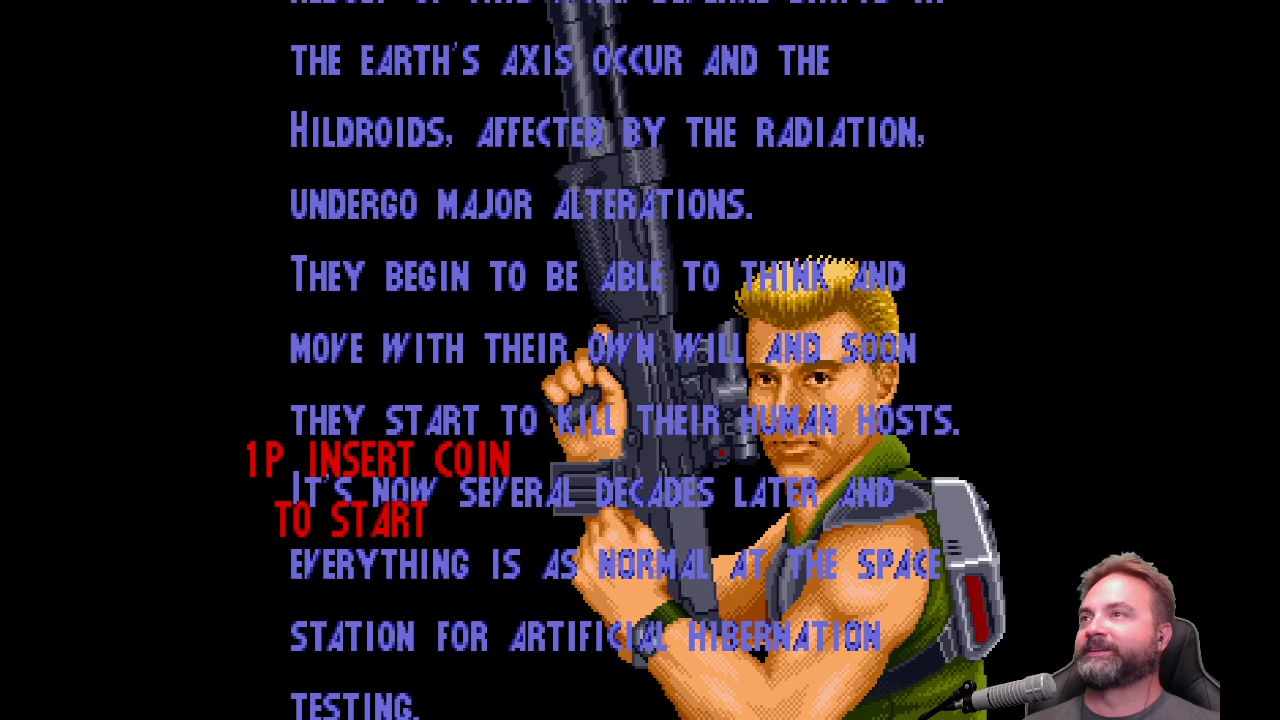 THE EARTH'S AXIS OCCUR AND THE
HILDROIDS, AFFECTED BY THE RADIATION,
UNDERGO MAJOR ALTERATIONS.
THEY BEGIN TO BE ABLE TO THINK AND
MOVE WITH THEIR OWN WILL AND SOON
THEY START TO KILL THEIR HUMAN HOSTS.
1P INSERT COIN
IT'S NOW SEVERAL DECADES LATER AND
TO START
EVERYTHING IS AS NORMAL AT THE SPACE
STATION FOR ARTIFICIAL HIBERNATION
TESTING.